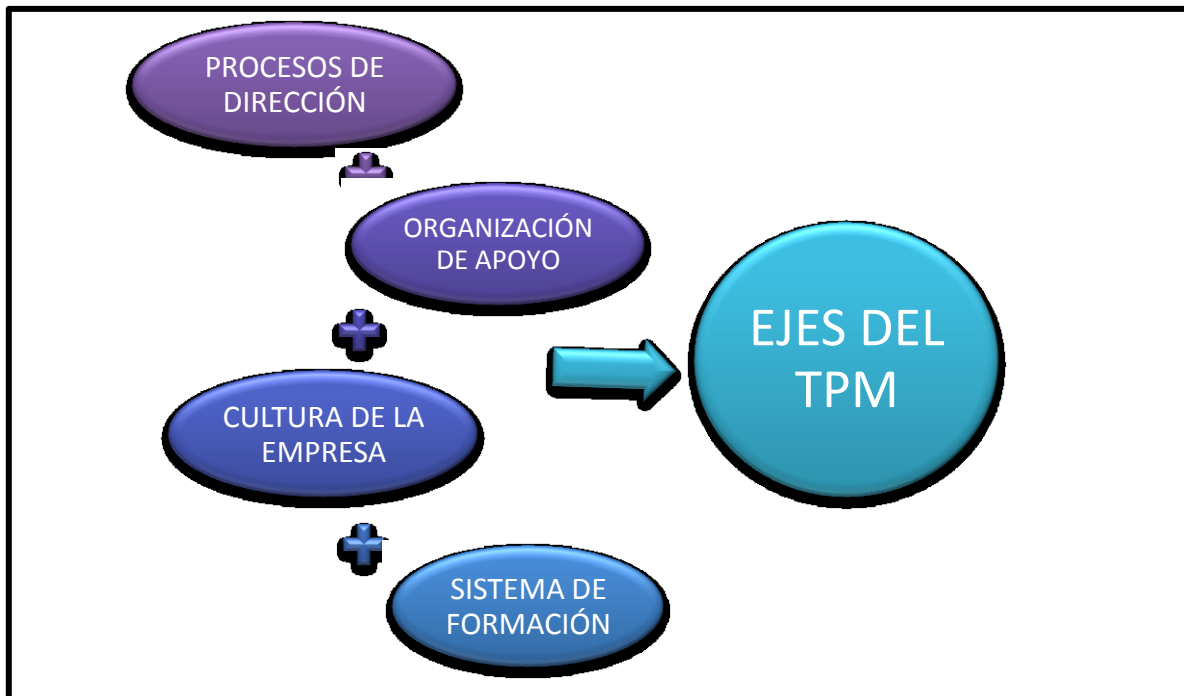 PROCESOS DE
DIRECCIÓN
ORGANIZACIÓN
DE APOYO
CULTURA DE LA
EMPRESA
SISTEMA DE
FORMACIÓN
EJES DEL
TPM